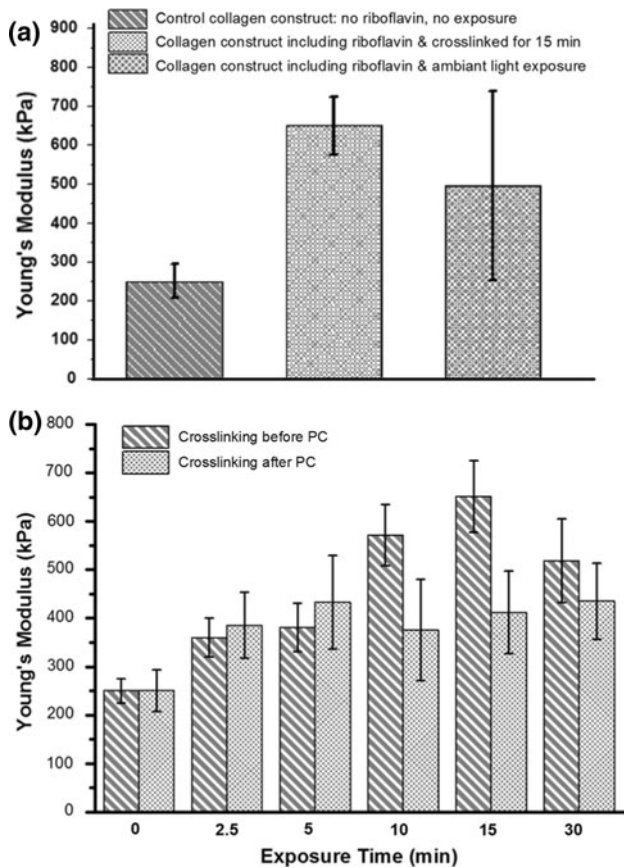 (a)
Control collagen construct: no riboflavin, no exposure
Collagen construct including riboflavin & crosslinked for 15 min
Collagen construct including riboflavin & ambiant light exposure
900
800
700
600
500
400
300
200
100
0
Young's Modulus (kPa)
(b)
Crosslinking before PC
Crosslinking after PC
800
700
600
500
400
300
200
100
0
Young's Modulus (kPa)
0 2.5 5 10 15 30
Exposure Time (min)